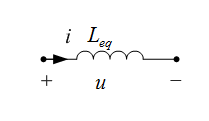 i L_eq
+ u −